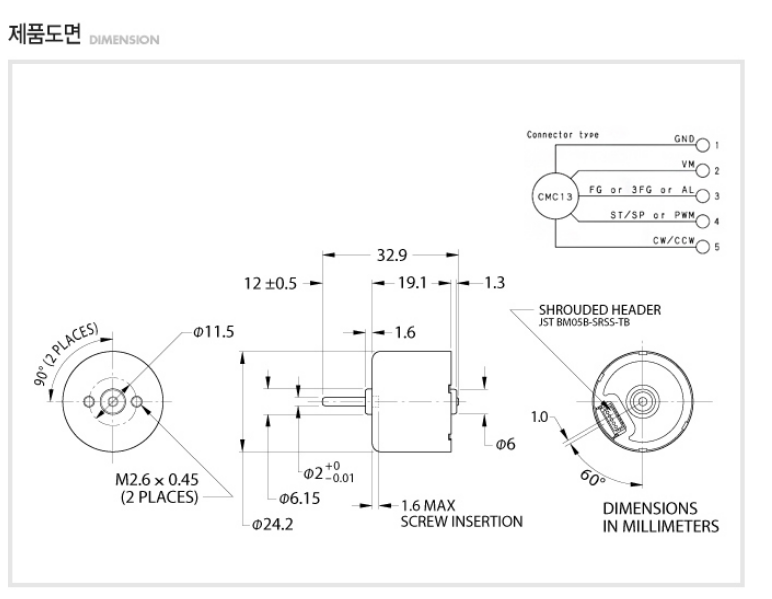 제품도면 DIMENSION
Connector type
GND 1
VM 2
CMC13
FG or 3FG or AL 3
ST/SP or PWM 4
CW/CCW 5
32.9
12 ±0.5
19.1
1.3
1.6
SHROUDED HEADER
JST BM05B-SRSS-TB
90° (2 PLACES)
Φ11.5
1.0
Φ6
60°
M2.6 × 0.45
(2 PLACES)
Φ2 +0 -0.01
Φ6.15
Φ24.2
1.6 MAX
SCREW INSERTION
DIMENSIONS
IN MILLIMETERS